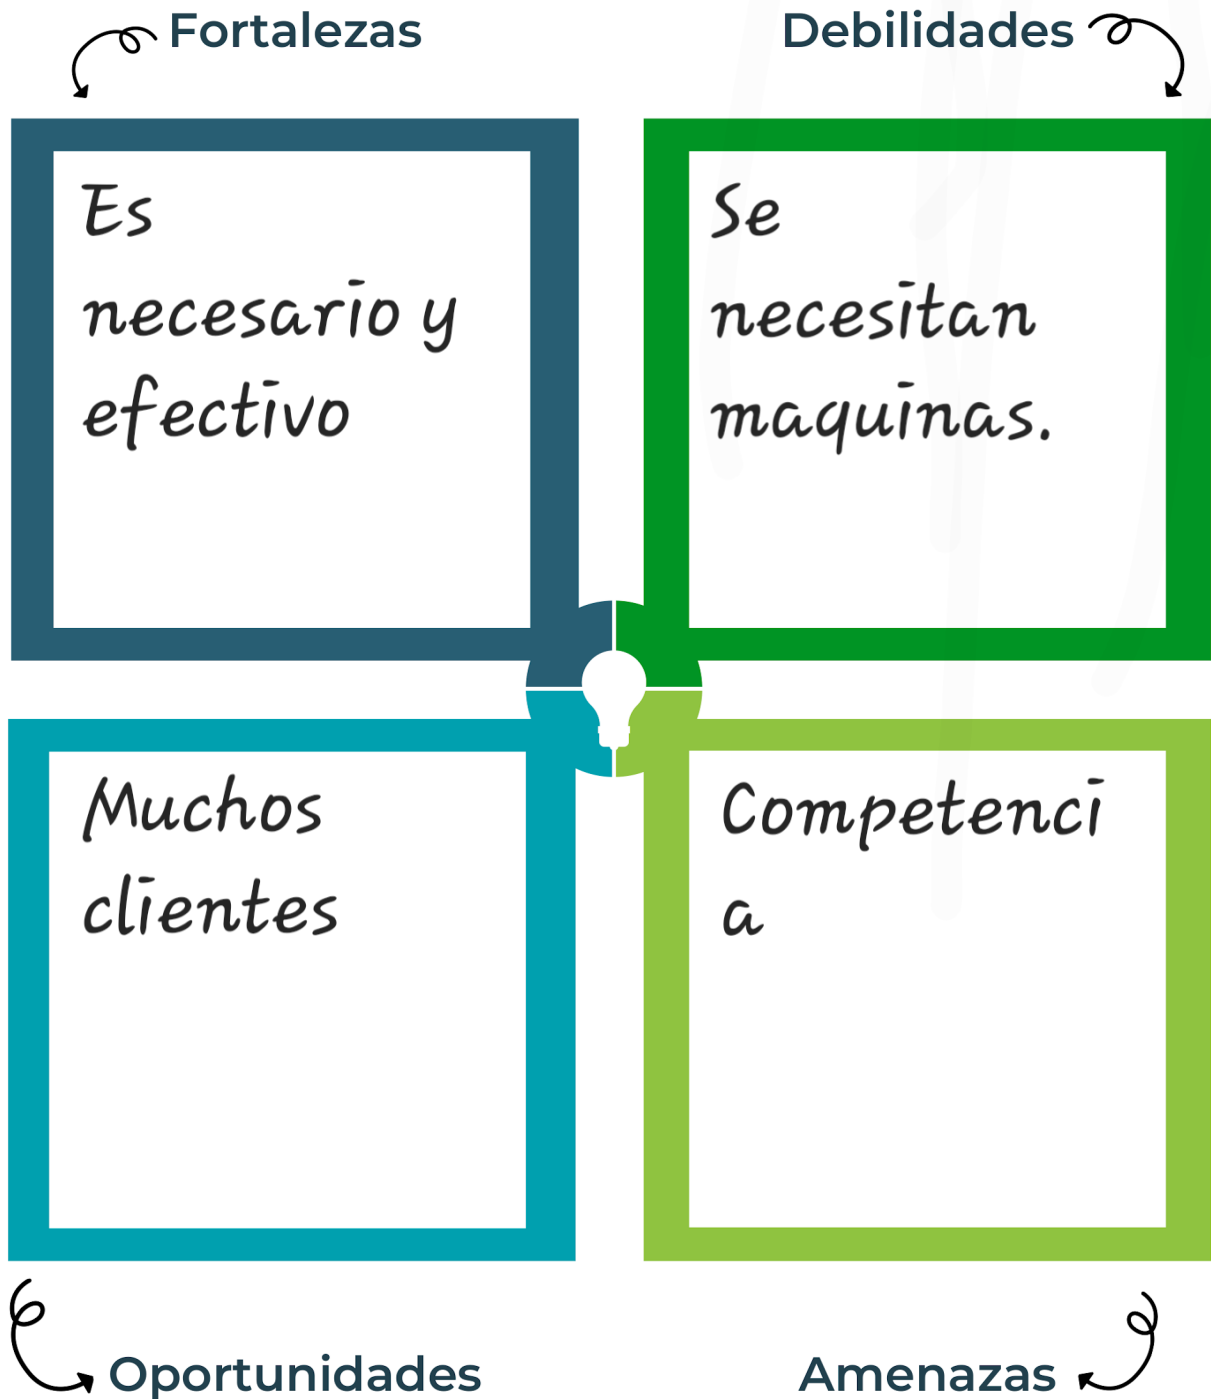 Fortalezas
Debilidades
Es
necesario y
efectivo
Se
necesitan
maquinas.
Muchos
clientes
Competenci
a
Oportunidades
Amenazas